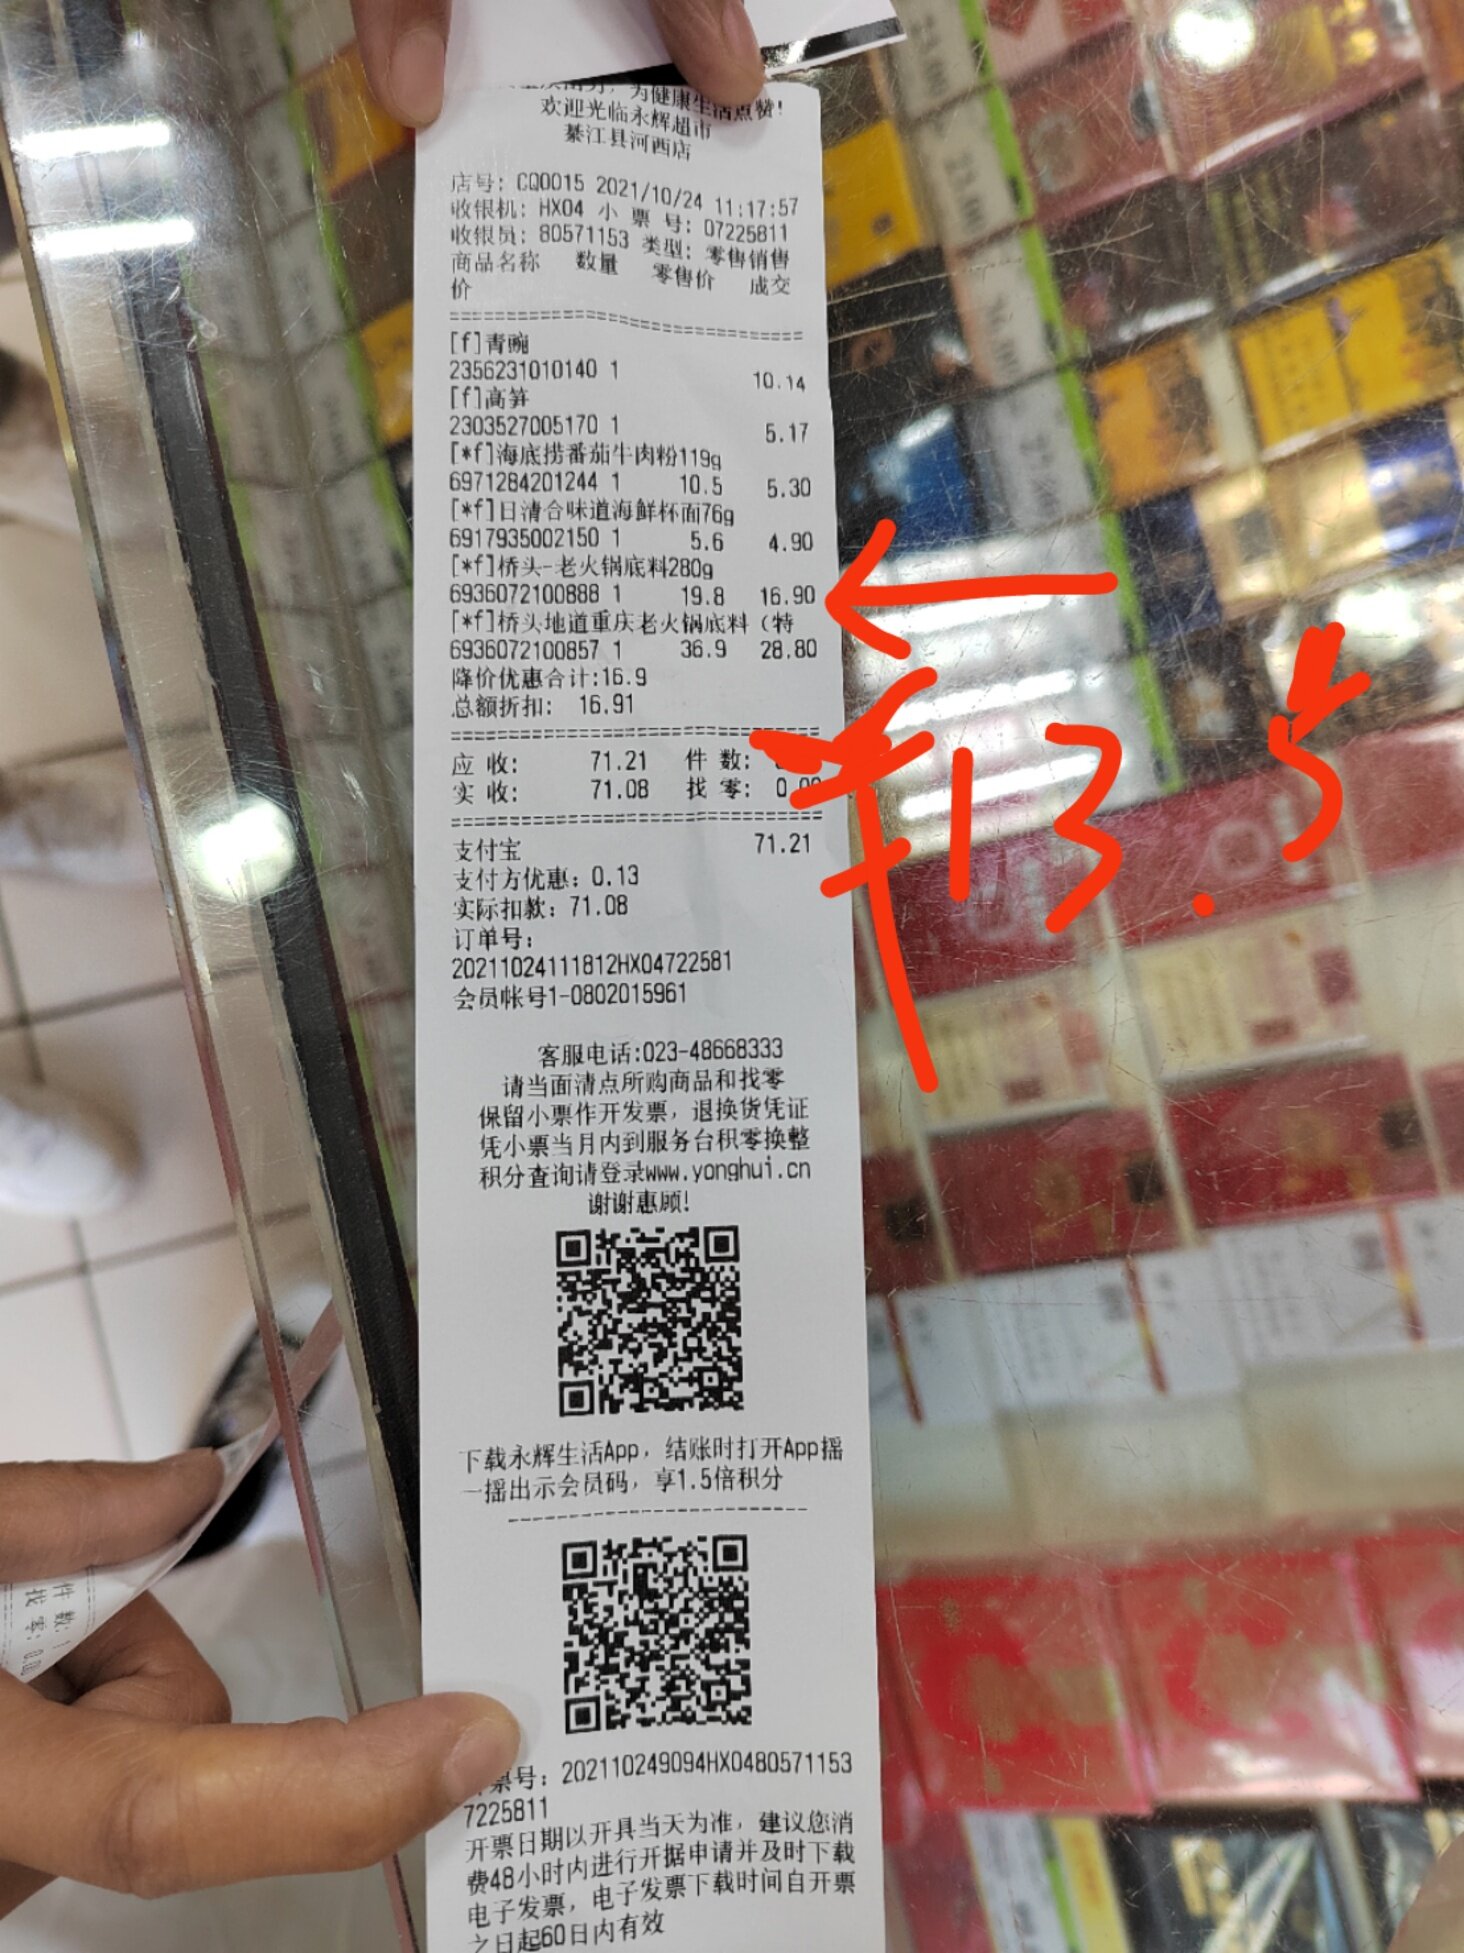 为健康生活点赞!
欢迎光临永辉超市
綦江县河西店
店号: CQ0015 2021/10/24 11:17:57
收银机: HX04 小 票 号: 07225811
收银员: 80571153 类型: 零售销售
商品名称 数量 零售价 成交
价
[f]青豌
2356231010140 1 10.14
[f]高笋
2303527005170 1 5.17
[*f]海底捞番茄牛肉粉119g
6971284201244 1 10.5 5.30
[*f]日清合味道海鲜杯面76g
6917935002150 1 5.6 4.90
[*f]桥头-老火锅底料280g
6936072100888 1 19.8 16.90
[*f]桥头地道重庆老火锅底料（特
6936072100857 1 36.9 28.80
降价优惠合计:16.9
总额折扣: 16.91
应 收: 71.21 件 数:
实 收: 71.08 找 零: 0.00
¥13.5
支付宝 71.21
支付方优惠: 0.13
实际扣款: 71.08
订单号:
20211024111812HX04722581
会员帐号1-0802015961
客服电话:023-48668333
请当面清点所购商品和找零
保留小票作开发票，退换货凭证
凭小票当月内到服务台积零换整
积分查询请登录www.yonghui.cn
谢谢惠顾!
下载永辉生活App，结账时打开App摇
一摇出示会员码，享1.5倍积分
票号: 202110249094HX0480571153
7225811
开票日期以开具当天为准，建议您消
费48小时内进行开据申请并及时下载
电子发票，电子发票下载时间自开票
之日起60日内有效
件 数:
找 零: